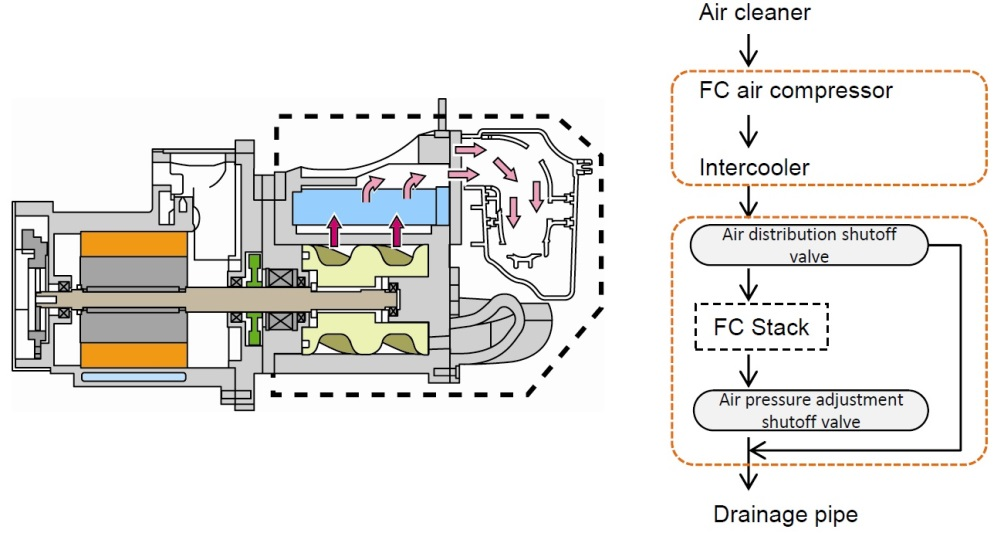 Air cleaner
FC air compressor
Intercooler
Air distribution shutoff
valve
FC Stack
Air pressure adjustment
shutoff valve
Drainage pipe